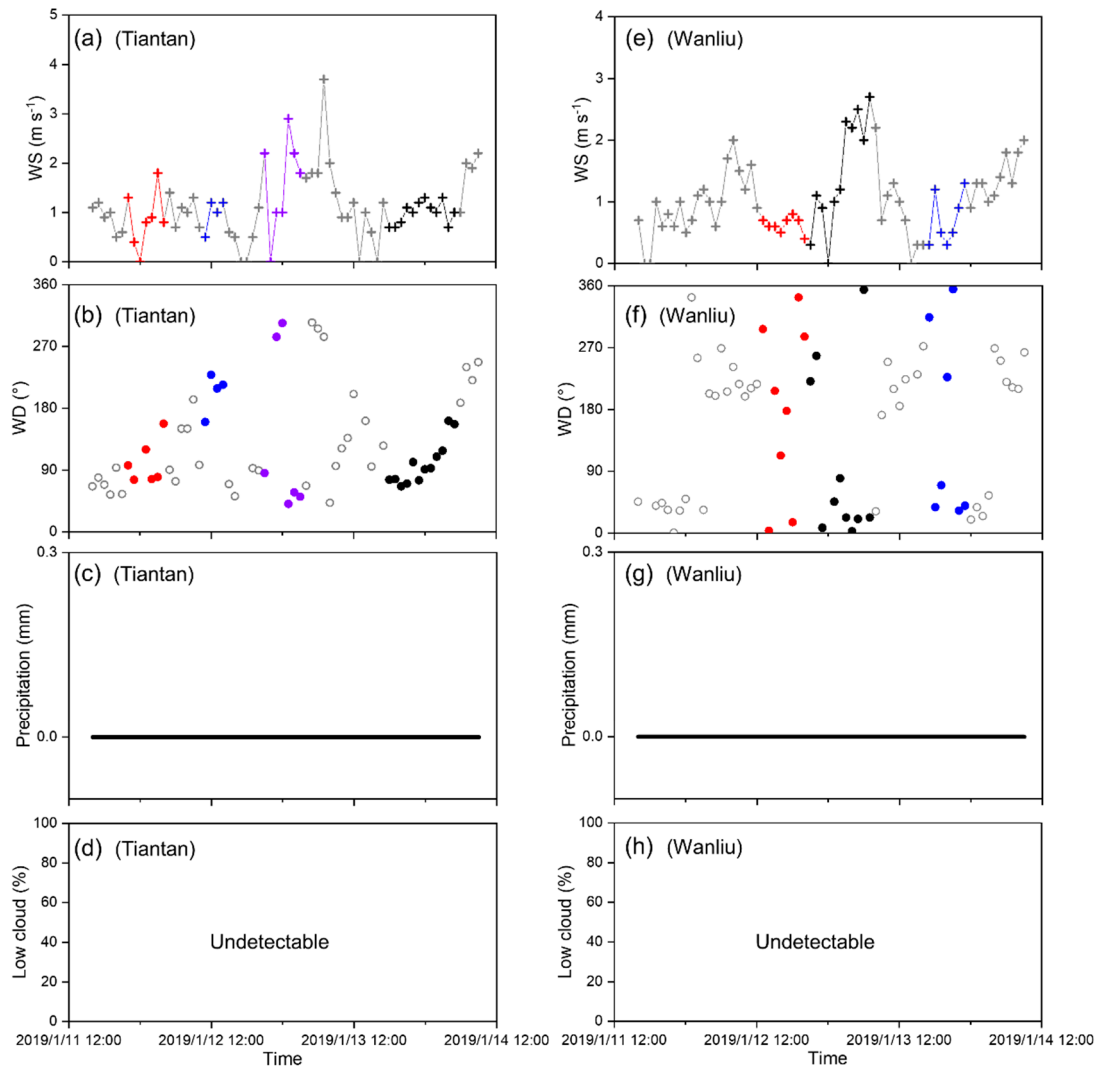 (a) (Tiantan)
WS (m s⁻¹)
5
4
3
2
1
0
(b) (Tiantan)
WD (°)
360
270
180
90
0
(c) (Tiantan)
Precipitation (mm)
0.3
0.0
(d) (Tiantan)
Low cloud (%)
100
80
60
40
20
0
Undetectable
2019/1/11 12:00 2019/1/12 12:00 2019/1/13 12:00 2019/1/14 12:00
Time
(e) (Wanliu)
WS (m s⁻¹)
4
3
2
1
0
(f) (Wanliu)
WD (°)
360
270
180
90
0
(g) (Wanliu)
Precipitation (mm)
0.3
0.0
(h) (Wanliu)
Low cloud (%)
100
80
60
40
20
0
Undetectable
2019/1/11 12:00 2019/1/12 12:00 2019/1/13 12:00 2019/1/14 12:00
Time